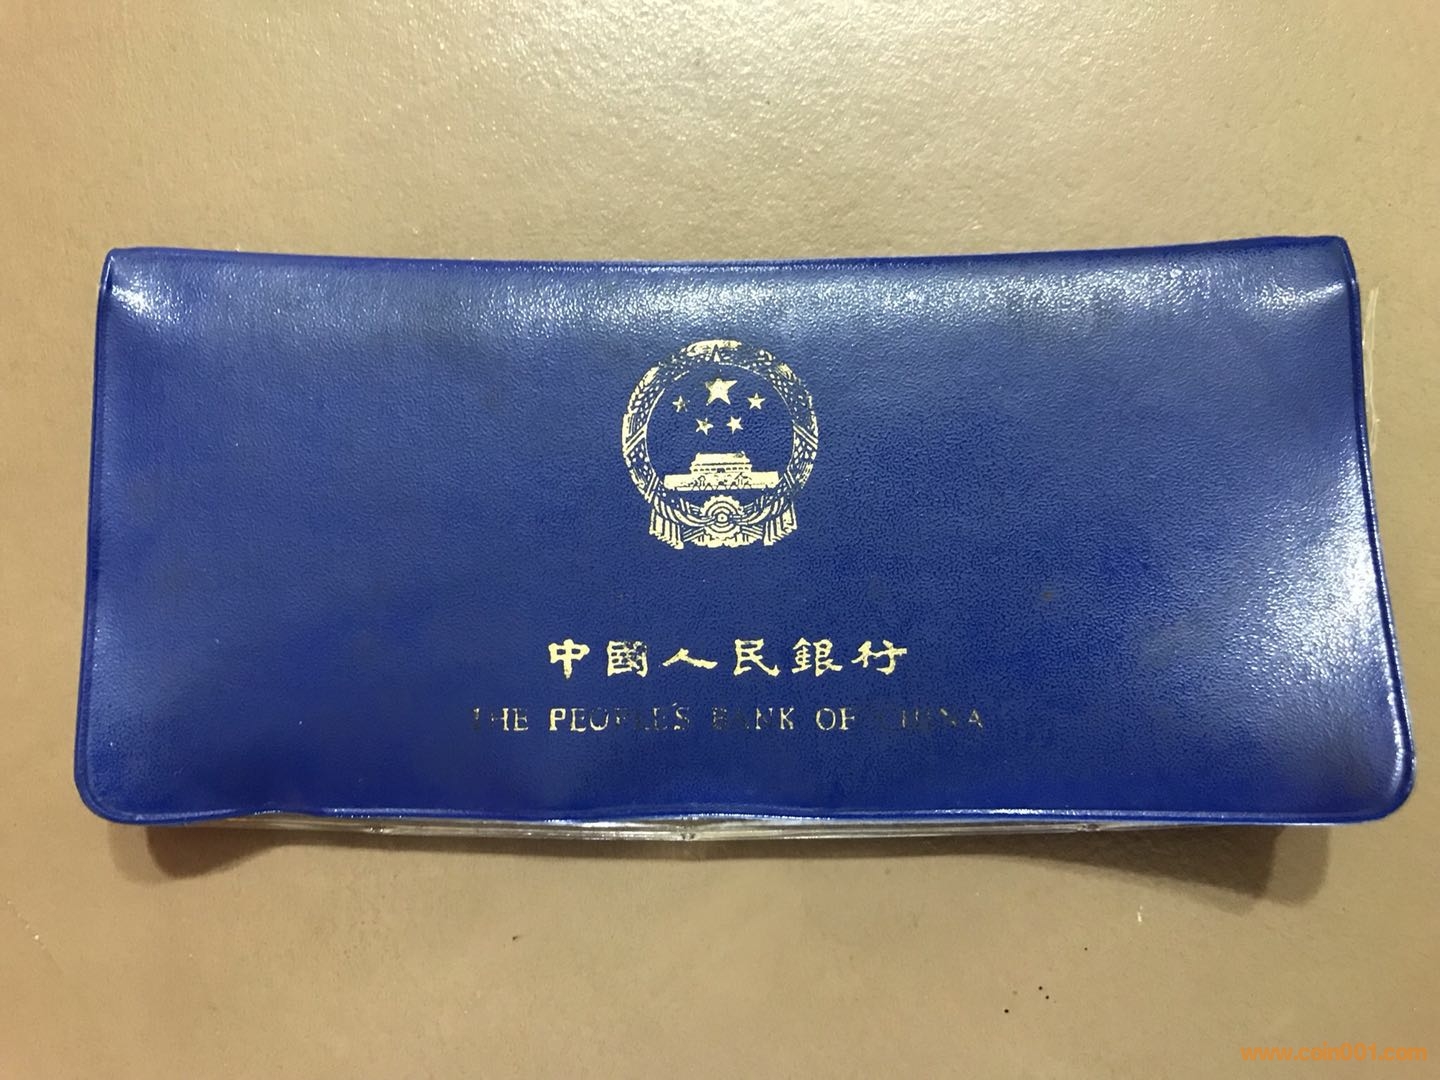 中國人民銀行
THE PEOPLE'S BANK OF CHINA
www.coin001.com